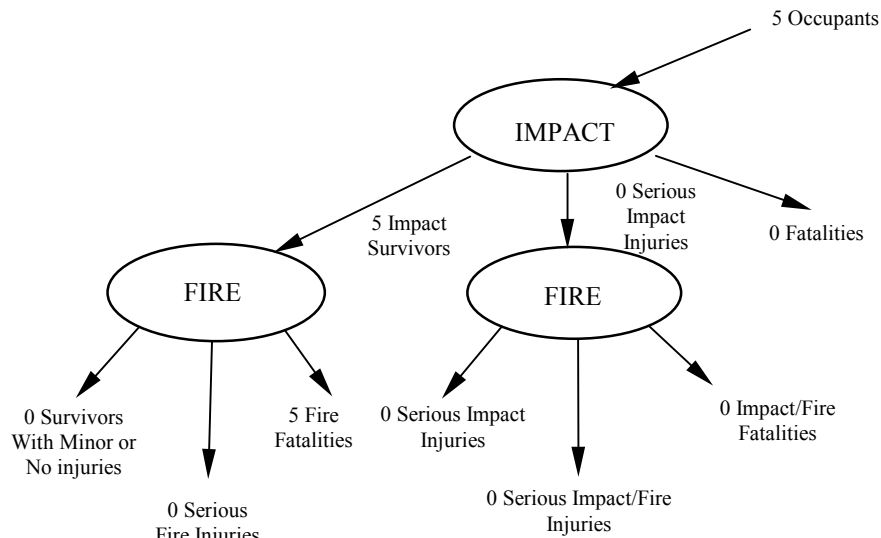 5 Occupants
IMPACT
5 Impact
Survivors
0 Serious
Impact
Injuries
0 Fatalities
FIRE
FIRE
0 Survivors
With Minor or
No injuries
5 Fire
Fatalities
0 Serious Impact
Injuries
0 Impact/Fire
Fatalities
0 Serious
Fire Injuries
0 Serious Impact/Fire
Injuries